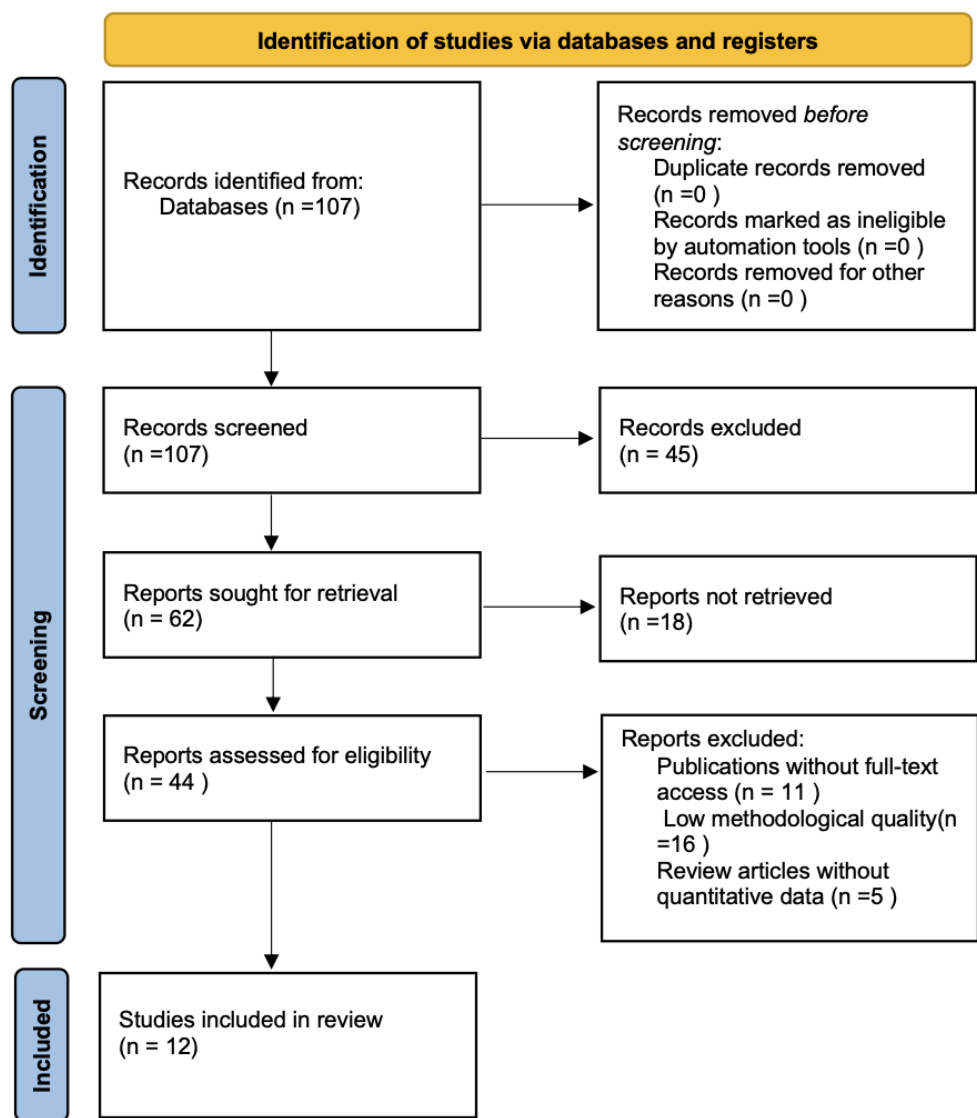 Identification of studies via databases and registers
Identification
Records identified from:
Databases (n =107)
Records removed before
screening:
Duplicate records removed
(n =0 )
Records marked as ineligible
by automation tools (n =0 )
Records removed for other
reasons (n =0 )
Screening
Records screened
(n =107)
Records excluded
(n = 45)
Reports sought for retrieval
(n = 62)
Reports not retrieved
(n =18)
Reports assessed for eligibility
(n = 44 )
Reports excluded:
Publications without full-text
access (n = 11 )
Low methodological quality(n
=16 )
Review articles without
quantitative data (n =5 )
Included
Studies included in review
(n = 12)